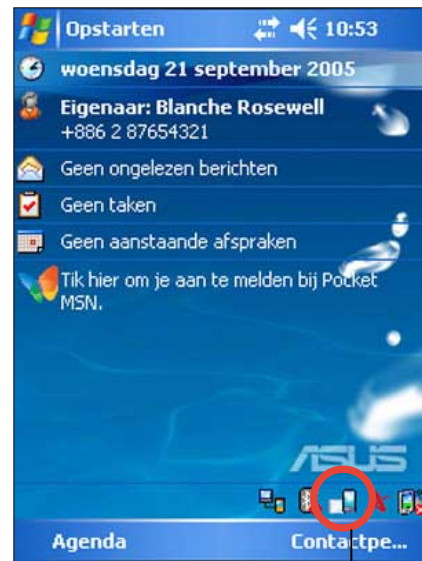 Opstarten 10:53
woensdag 21 september 2005
Eigenaar: Blanche Rosewell
+886 2 87654321
Geen ongelezen berichten
Geen taken
Geen aanstaande afspraken
Tik hier om je aan te melden bij Pocket
MSN.
ASUS
Agenda Contactpe...